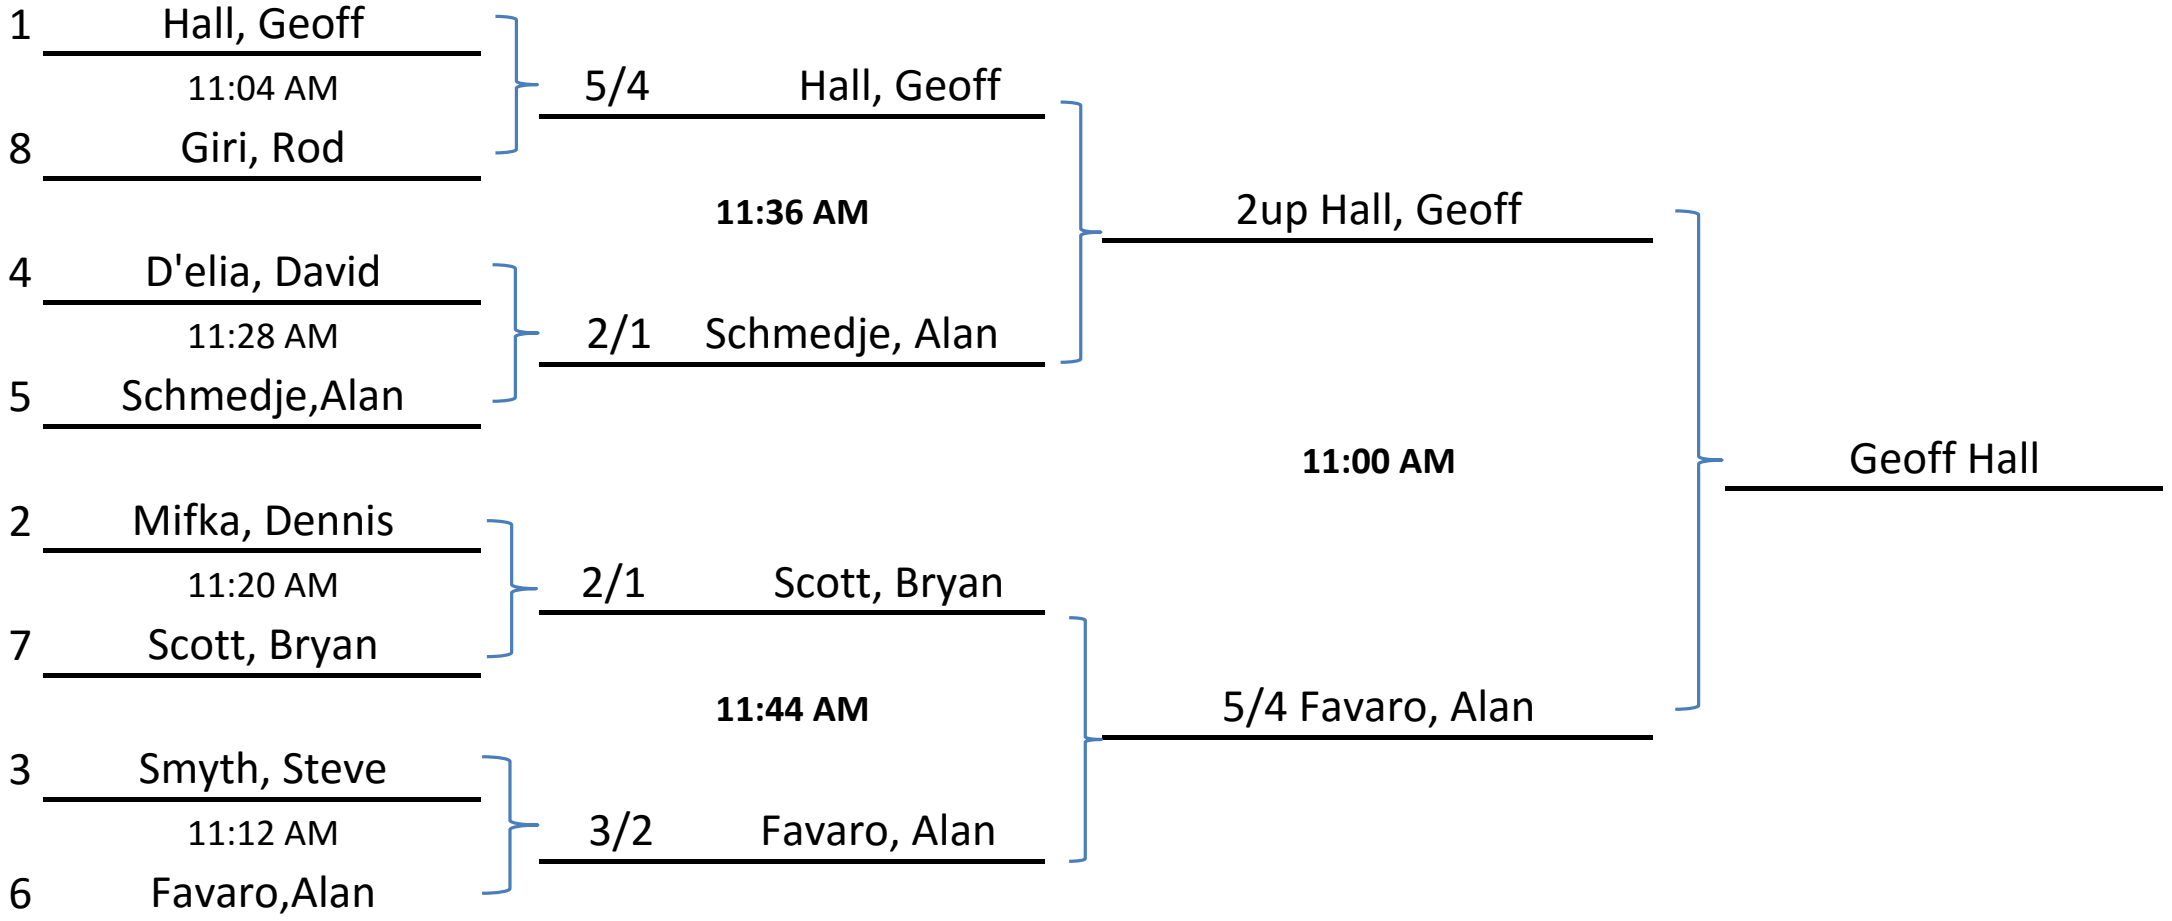 1 Hall, Geoff
11:04 AM
5/4 Hall, Geoff
8 Giri, Rod
11:36 AM
2up Hall, Geoff
4 D'elia, David
11:28 AM
2/1 Schmedje, Alan
5 Schmedje,Alan
11:00 AM
Geoff Hall
2 Mifka, Dennis
11:20 AM
2/1 Scott, Bryan
7 Scott, Bryan
11:44 AM
5/4 Favaro, Alan
3 Smyth, Steve
11:12 AM
3/2 Favaro, Alan
6 Favaro,Alan